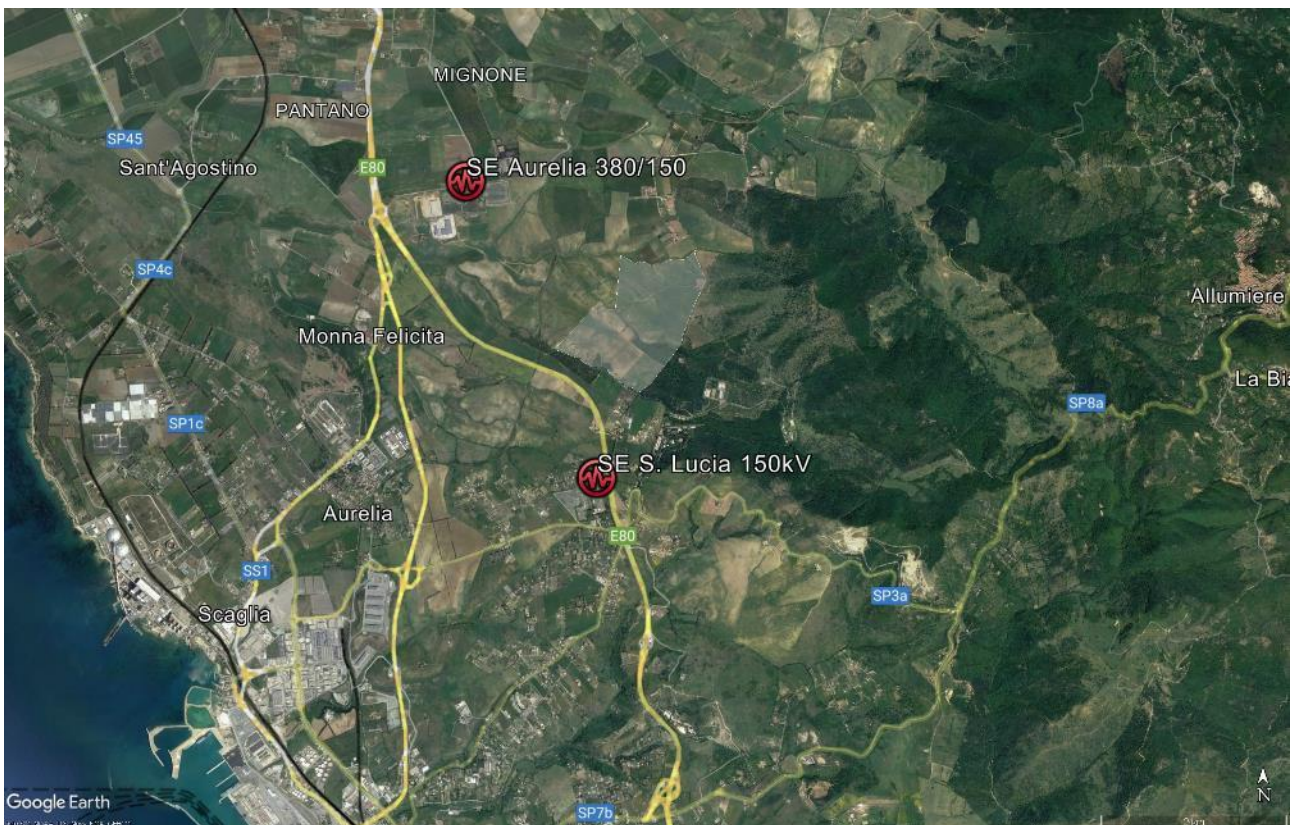 MIGNONE
PANTANO
SP45
Sant'Agostino
E80
SE Aurelia 380/150
SP4c
Allumiere
Monna Felicita
La Bia
SP8a
SP1c
SE S. Lucia 150kV
Aurelia
E80
SS1
SP3a
Scaglia
N
Google Earth
SP7b